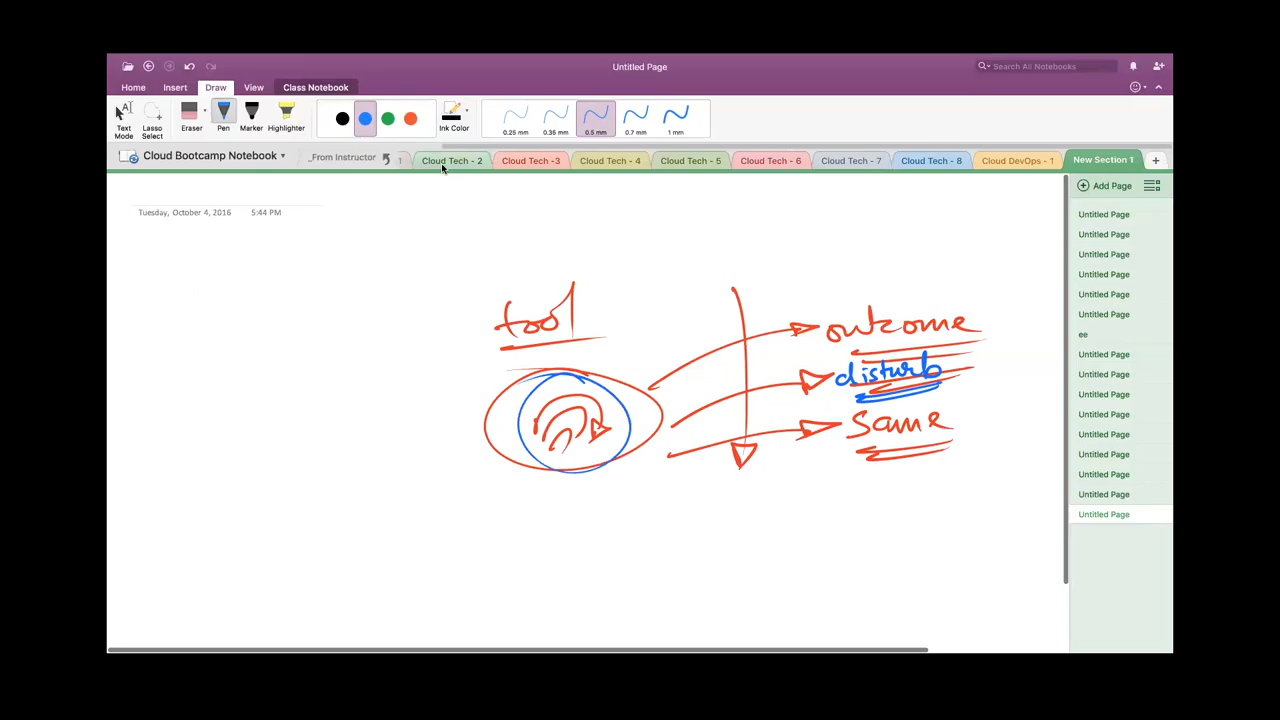 Untitled Page
Search All Notebooks
Home Insert Draw View Class Notebook
Text Mode
Lasso Select
Eraser
Pen
Marker
Highlighter
Ink Color
0.25 mm
0.35 mm
0.5 mm
0.7 mm
1 mm
Cloud Bootcamp Notebook
_From Instructor
1
Cloud Tech - 2
Cloud Tech -3
Cloud Tech - 4
Cloud Tech - 5
Cloud Tech - 6
Cloud Tech - 7
Cloud Tech - 8
Cloud DevOps - 1
New Section 1
Add Page
Tuesday, October 4, 2016 5:44 PM
tool
outcome
disturb
same
Untitled Page
Untitled Page
Untitled Page
Untitled Page
Untitled Page
Untitled Page
ee
Untitled Page
Untitled Page
Untitled Page
Untitled Page
Untitled Page
Untitled Page
Untitled Page
Untitled Page
Untitled Page